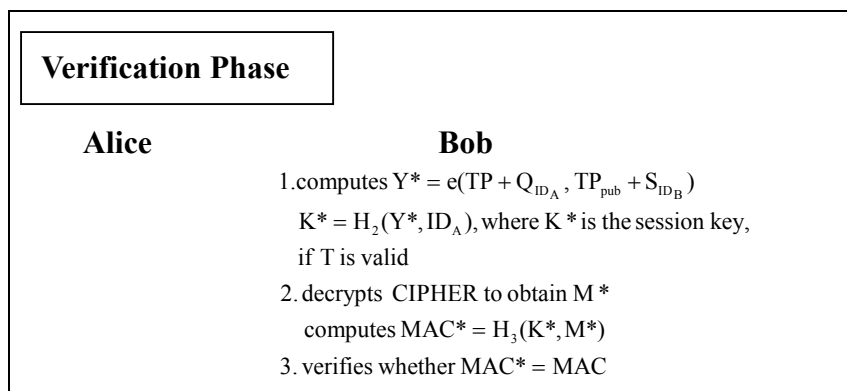 Verification Phase
Alice Bob
1.computes Y* = e(TP + Q_{ID_A}, TP_{pub} + S_{ID_B})
K* = H_2(Y*, ID_A), where K * is the session key,
if T is valid
2. decrypts CIPHER to obtain M *
computes MAC* = H_3(K*, M*)
3. verifies whether MAC* = MAC